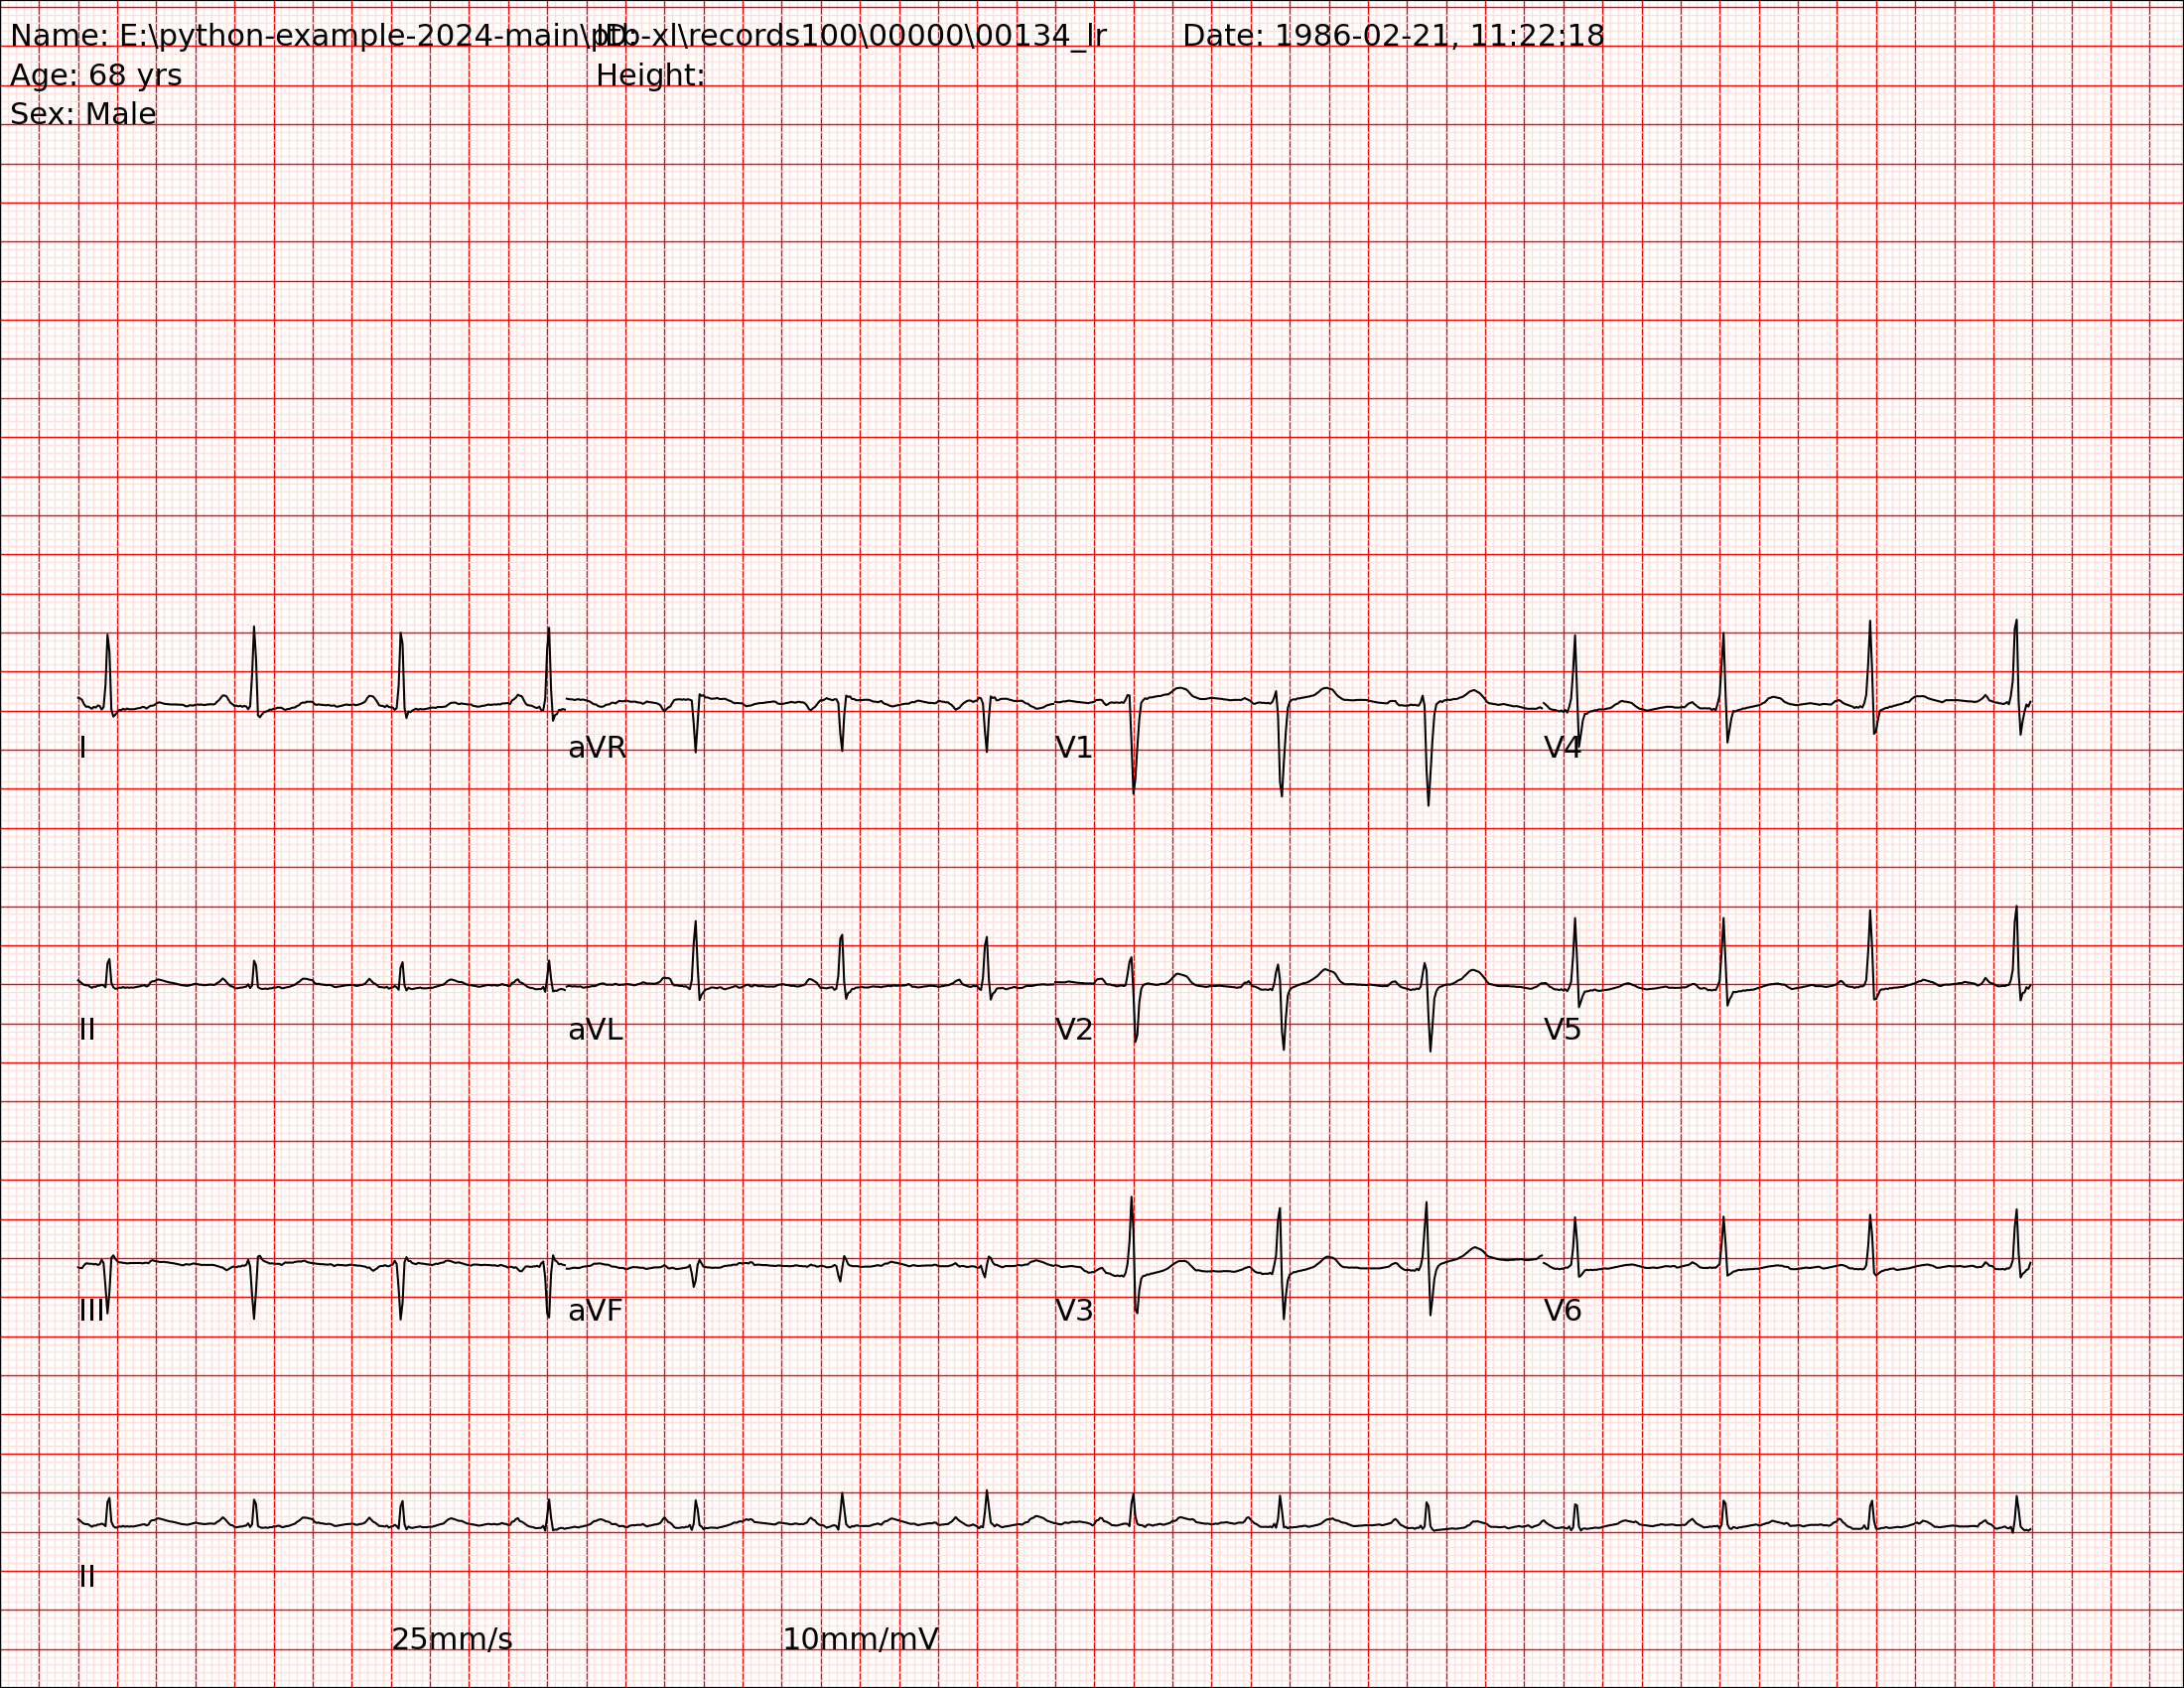 Name: E:\python-example-2024-main\ptb-xl\records100\00000\00134_lr ID: Date: 1986-02-21, 11:22:18
Age: 68 yrs Height:
Sex: Male
I aVR V1 V4
II aVL V2 V5
III aVF V3 V6
II
25mm/s 10mm/mV